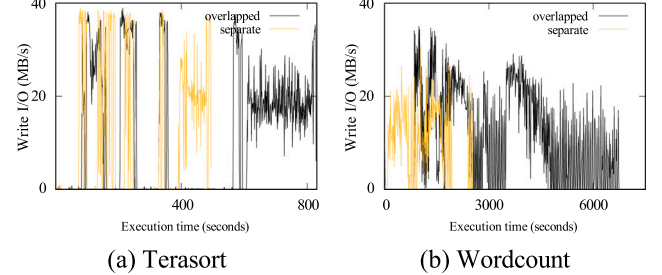 overlapped
separate
Write I/O (MB/s)
40
20
0
400
800
Execution time (seconds)
(a) Terasort
overlapped
separate
Write I/O (MB/s)
40
20
0
0
3000
6000
Execution time (seconds)
(b) Wordcount